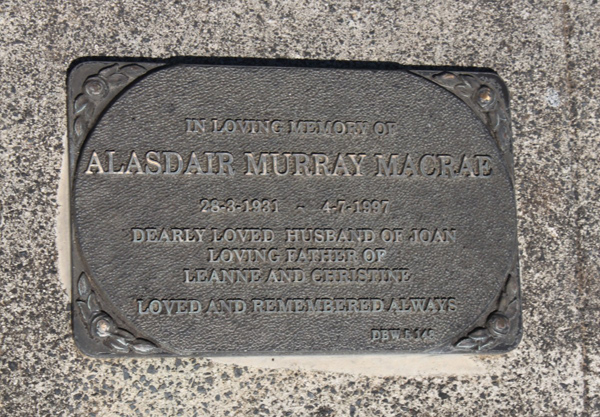 IN LOVING MEMORY OF
ALASDAIR MURRAY MACRAE
28-3-1931 - 4-7-1997
DEARLY LOVED HUSBAND OF JOAN
LOVING FATHER OF
LEANNE AND CHRISTINE
LOVED AND REMEMBERED ALWAYS